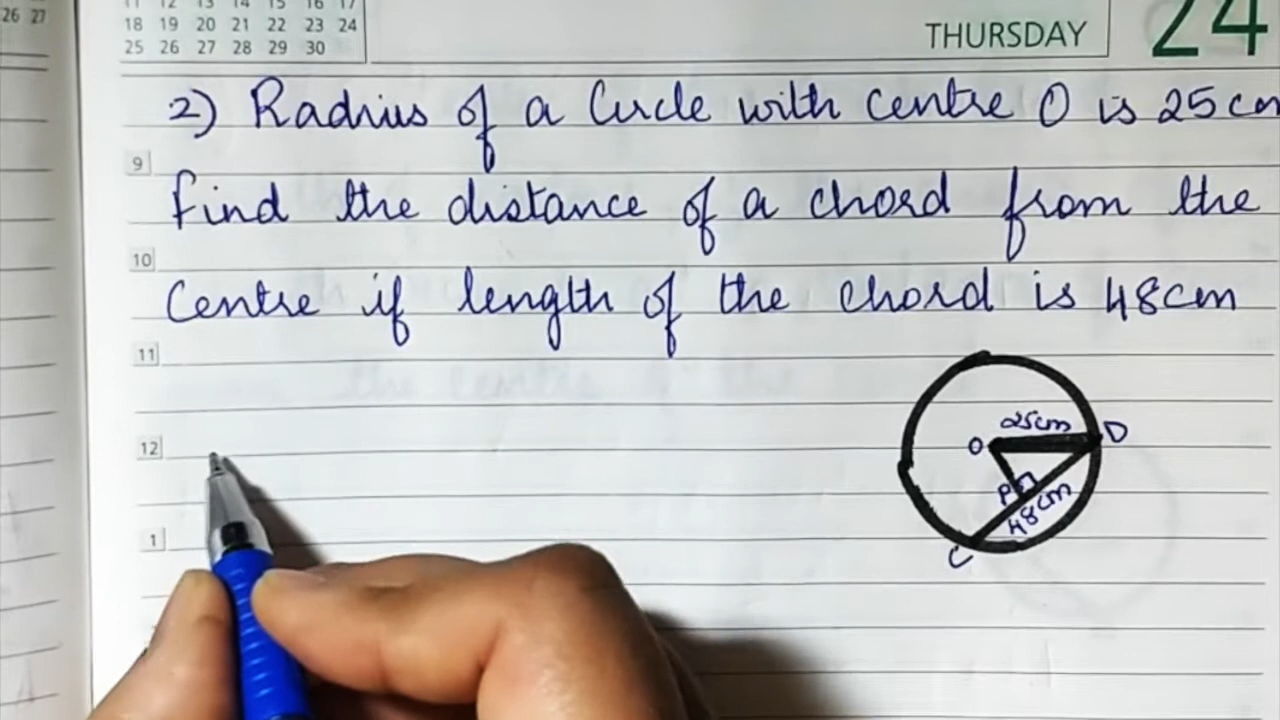 26 27
11 12 13 14 15 16 17
18 19 20 21 22 23 24
25 26 27 28 29 30
THURSDAY
24
2) Radius of a Circle with centre O is 25cm
9
find the distance of a chord from the
10
Centre if length of the chord is 48cm
11
12
1
25cm
O
D
P
48cm
C